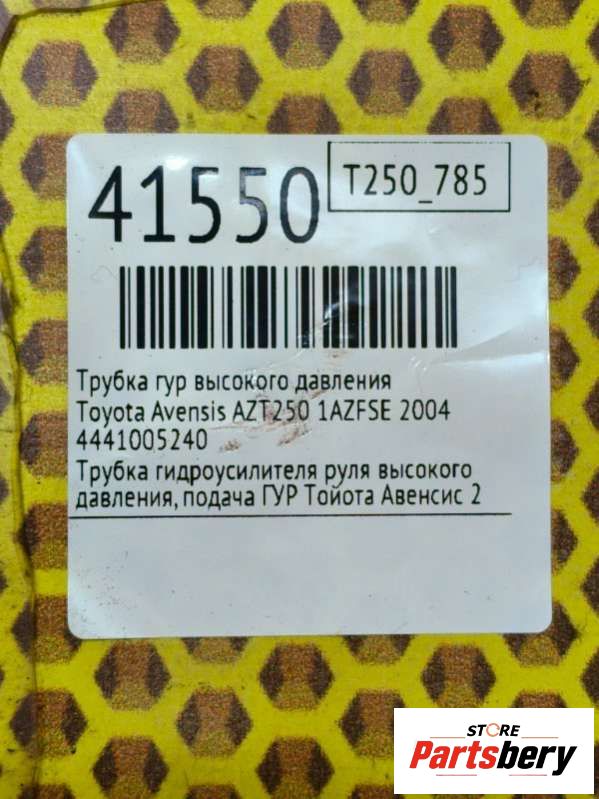 41550
T250_785
Трубка гур высокого давления
Toyota Avensis AZT250 1AZFSE 2004
4441005240
Трубка гидроусилителя руля высокого
давления, подача ГУР Тойота Авенсис 2
STORE
Partsbery